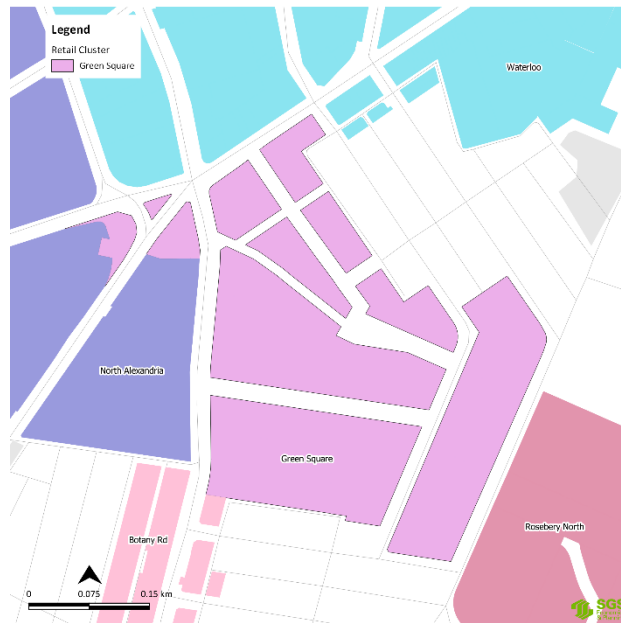 Legend
Retail Cluster
Green Square
Waterloo
North Alexandria
Green Square
Botany Rd
Rosebery North
0 0.075 0.15 km
SGS